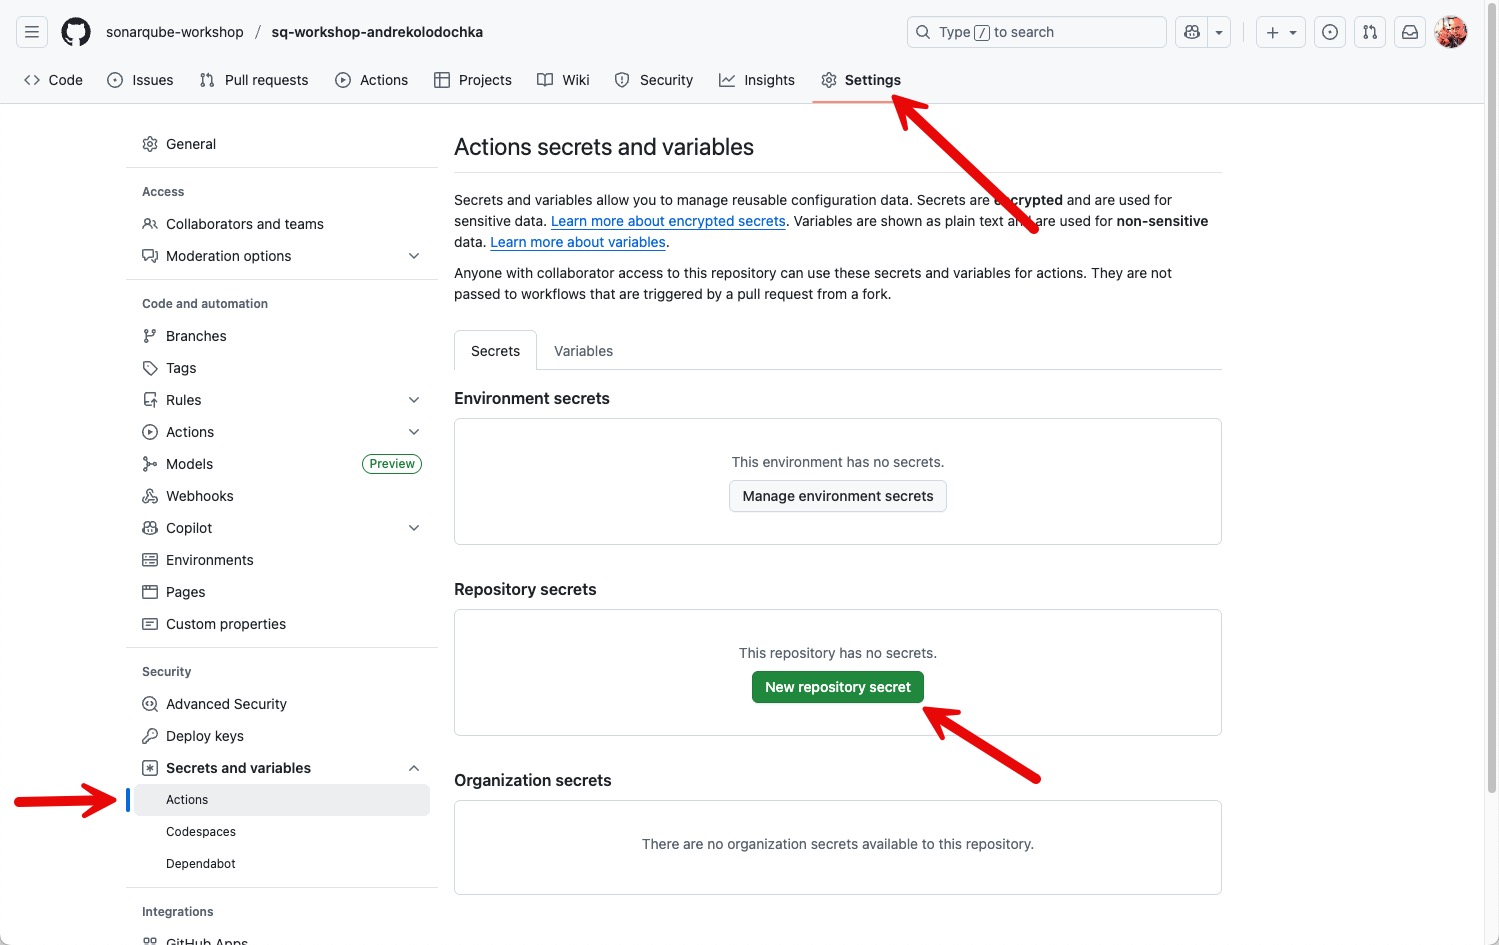 sonarqube-workshop / sq-workshop-andrekolodochka
Type / to search
Code
Issues
Pull requests
Actions
Projects
Wiki
Security
Insights
Settings
General
Access
Collaborators and teams
Moderation options
Code and automation
Branches
Tags
Rules
Actions
Models
Preview
Webhooks
Copilot
Environments
Pages
Custom properties
Security
Advanced Security
Deploy keys
Secrets and variables
Actions
Codespaces
Dependabot
Integrations
GitHub Apps
Actions secrets and variables
Secrets and variables allow you to manage reusable configuration data. Secrets are encrypted and are used for
sensitive data. Learn more about encrypted secrets. Variables are shown as plain text and are used for non-sensitive
data. Learn more about variables.
Anyone with collaborator access to this repository can use these secrets and variables for actions. They are not
passed to workflows that are triggered by a pull request from a fork.
Secrets
Variables
Environment secrets
This environment has no secrets.
Manage environment secrets
Repository secrets
This repository has no secrets.
New repository secret
Organization secrets
There are no organization secrets available to this repository.